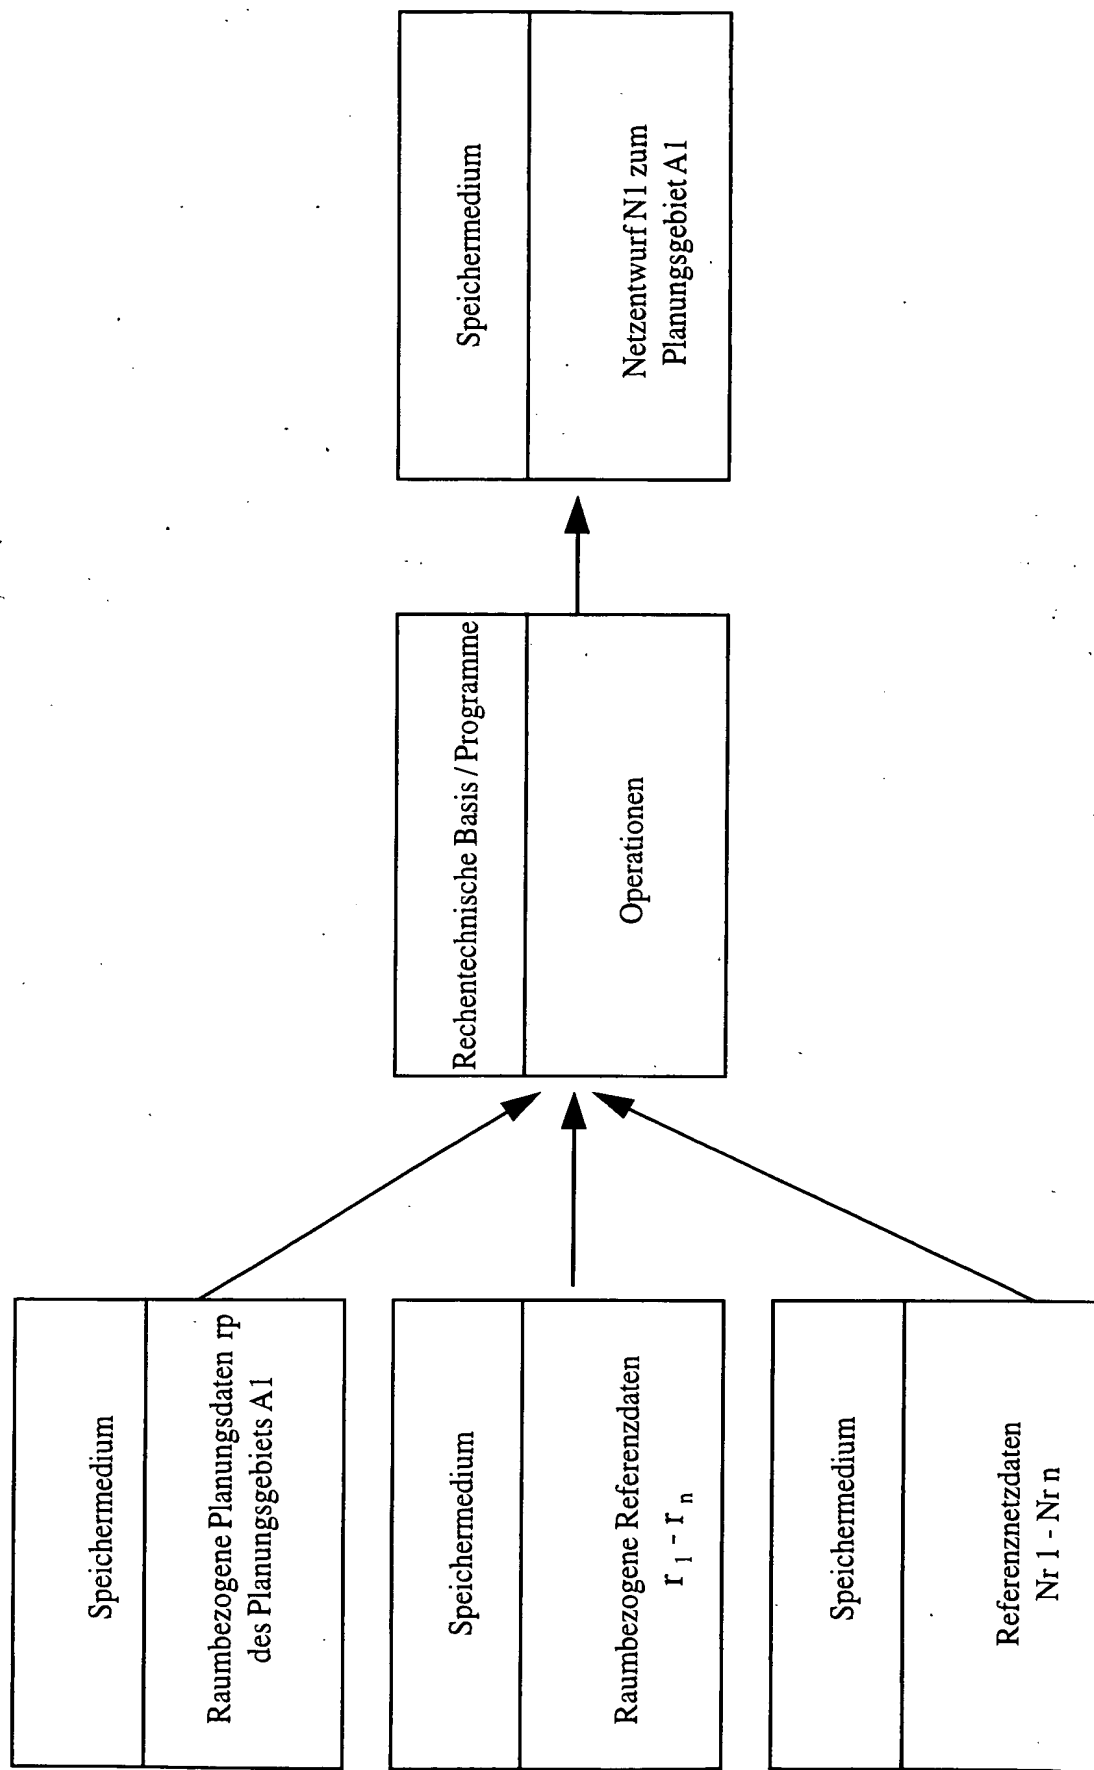 Speichermedium
Raumbezogene Planungsdaten rp
des Planungsgebiets A1
Speichermedium
Raumbezogene Referenzdaten
r 1 - r n
Speichermedium
Referenznetzdaten
Nr 1 - Nr n
Rechentechnische Basis / Programme
Operationen
Speichermedium
Netzentwurf N1 zum
Planungsgebiet A1